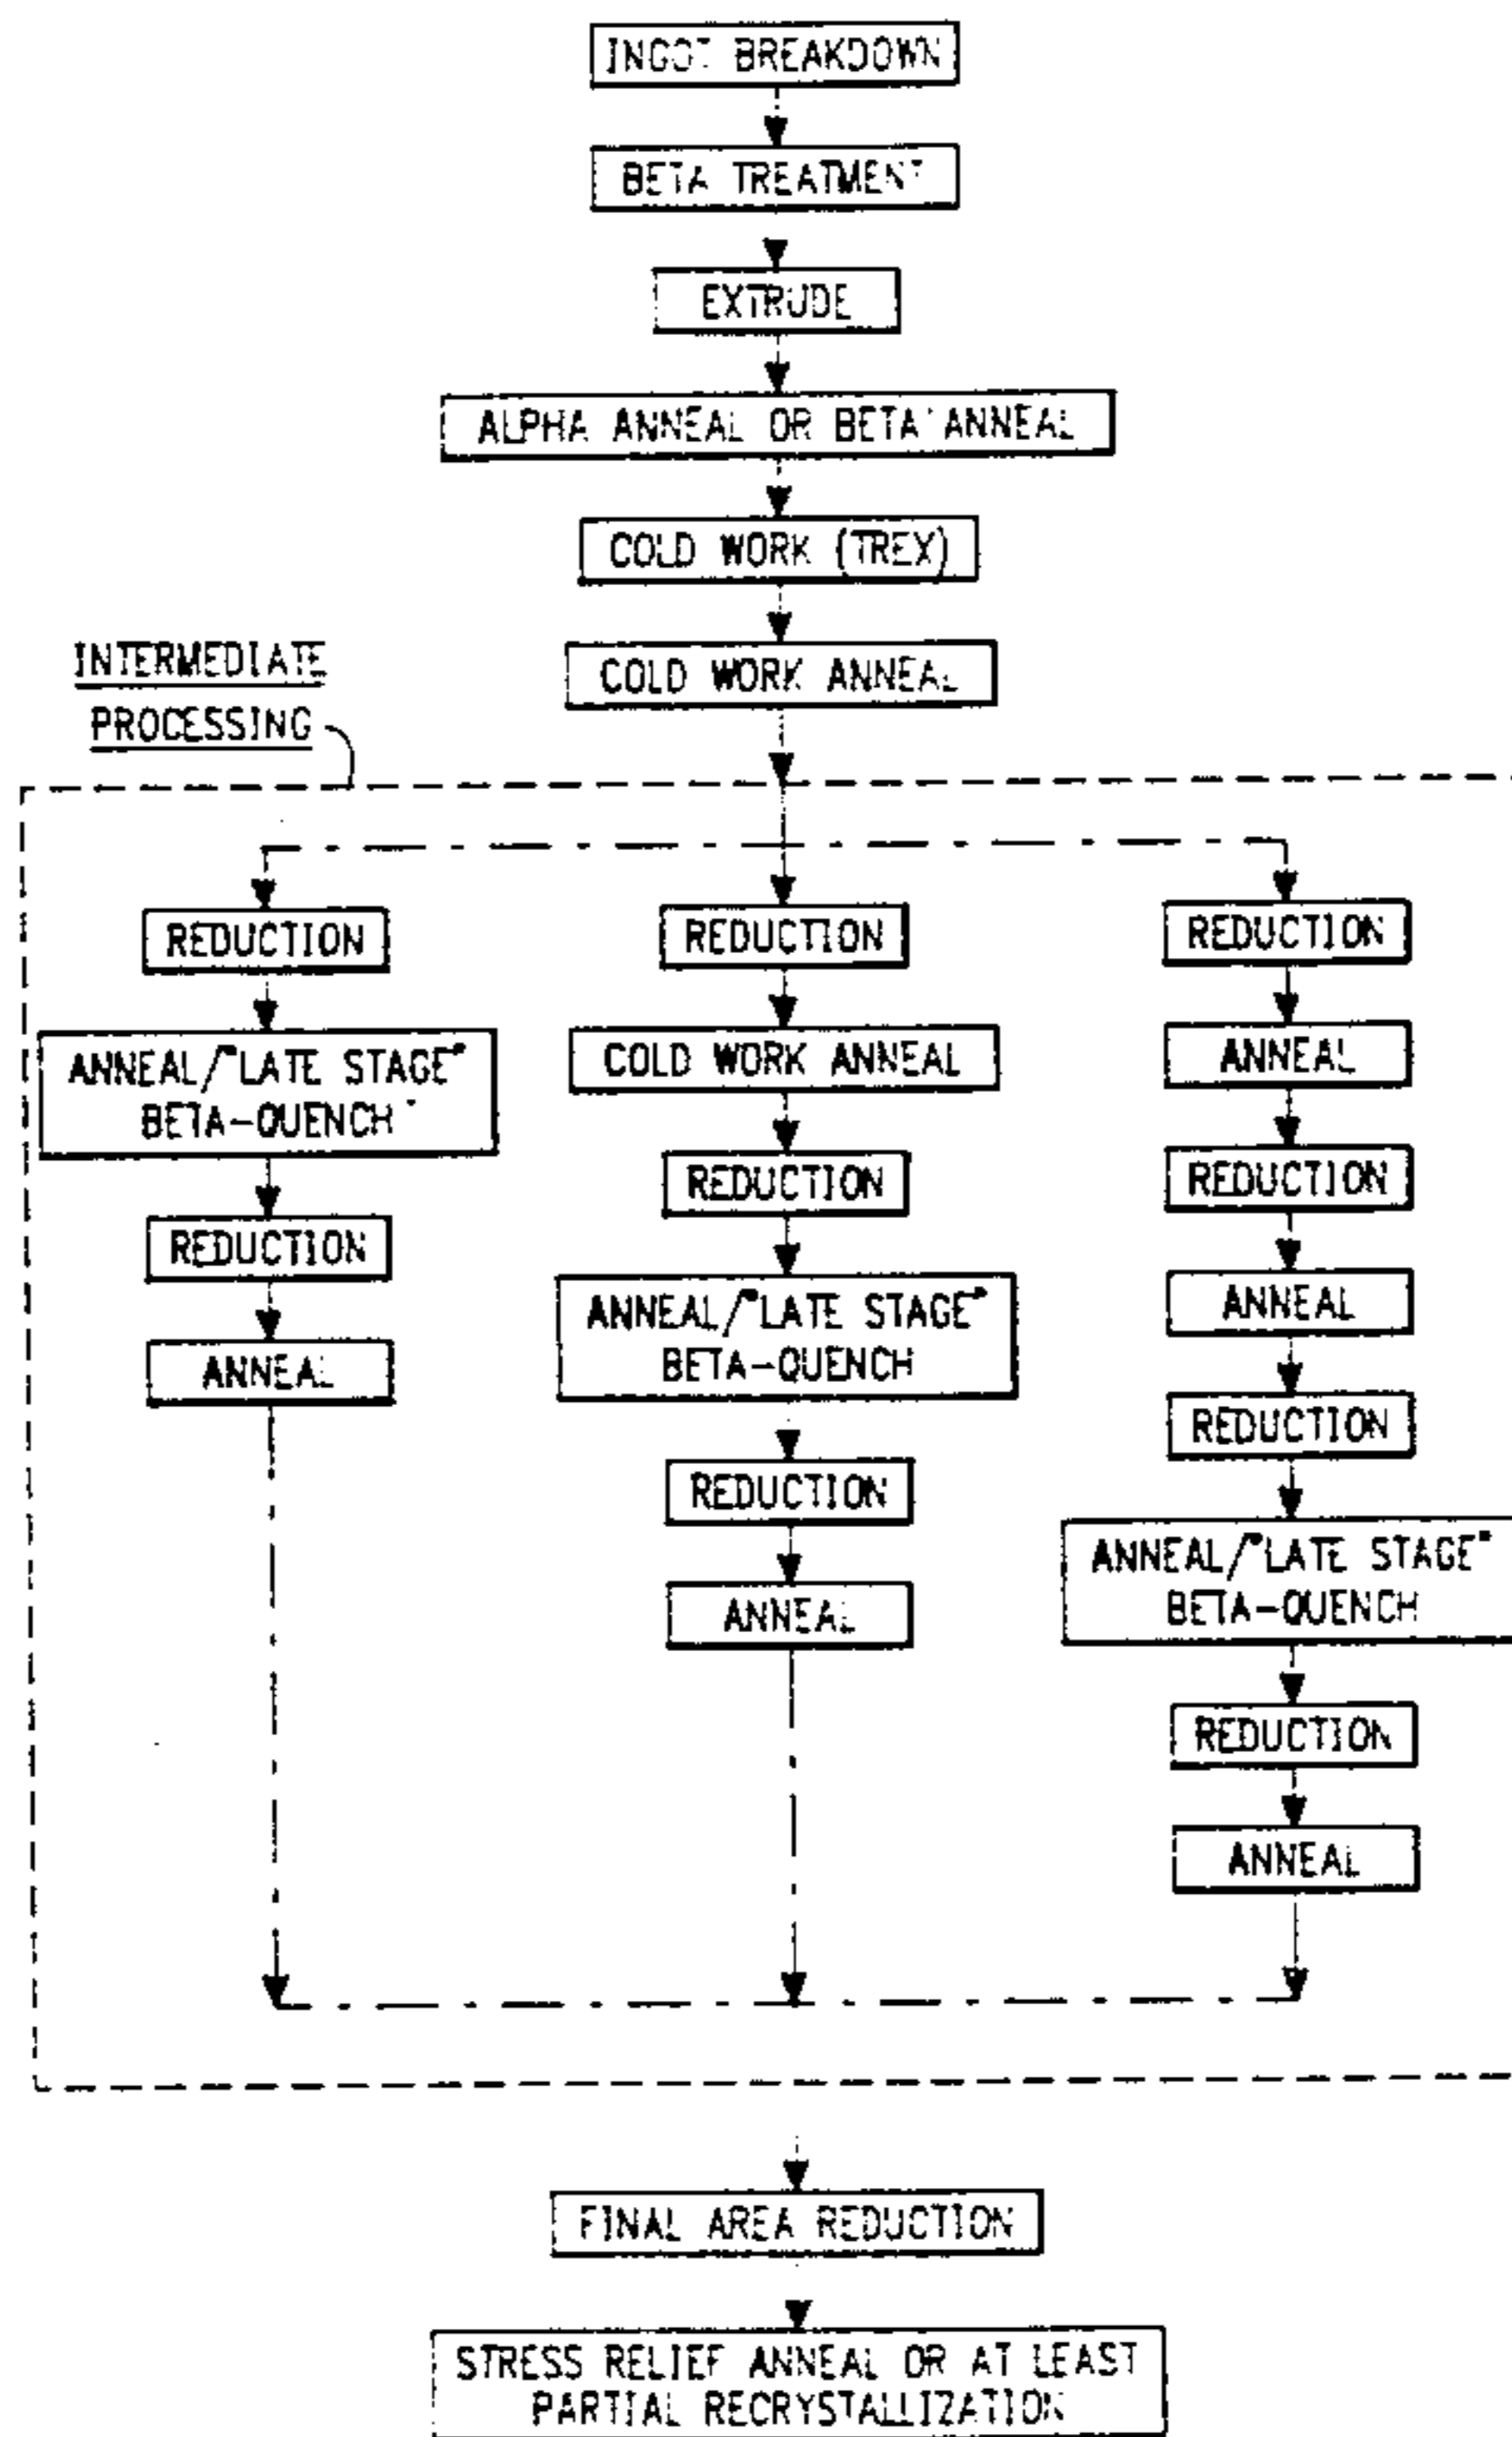 INGOT BREAKDOWN
BETA TREATMENT
EXTRUDE
ALPHA ANNEAL OR BETA ANNEAL
COLD WORK (TREX)
COLD WORK ANNEAL
INTERMEDIATE
PROCESSING
REDUCTION
ANNEAL/"LATE STAGE"
BETA-QUENCH
REDUCTION
ANNEAL
REDUCTION
COLD WORK ANNEAL
REDUCTION
ANNEAL/"LATE STAGE"
BETA-QUENCH
REDUCTION
ANNEAL
REDUCTION
ANNEAL
REDUCTION
ANNEAL
REDUCTION
ANNEAL/"LATE STAGE"
BETA-QUENCH
REDUCTION
ANNEAL
FINAL AREA REDUCTION
STRESS RELIEF ANNEAL OR AT LEAST
PARTIAL RECRYSTALLIZATION